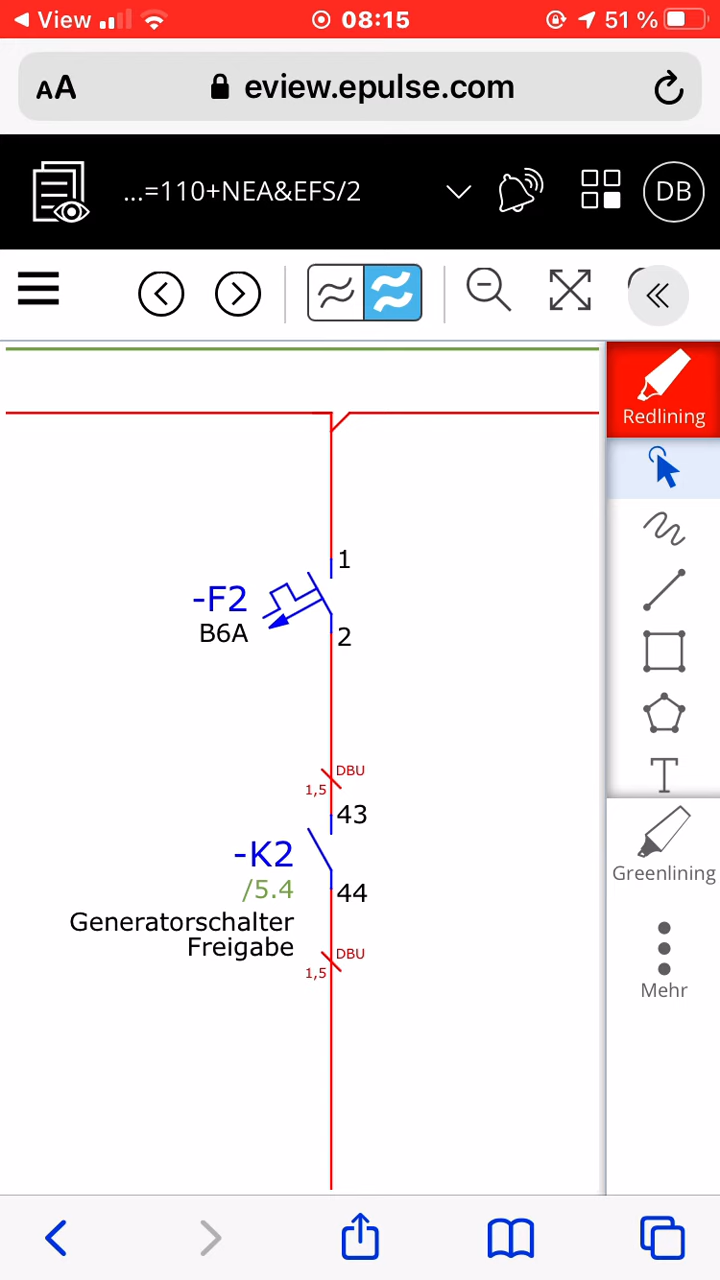 View
08:15
51 %
AA
eview.epulse.com
...=110+NEA&EFS/2
DB
Redlining
1
-F2
B6A
2
DBU
1,5
43
-K2
/5.4
44
Generatorschalter
Freigabe
DBU
1,5
T
Greenlining
Mehr